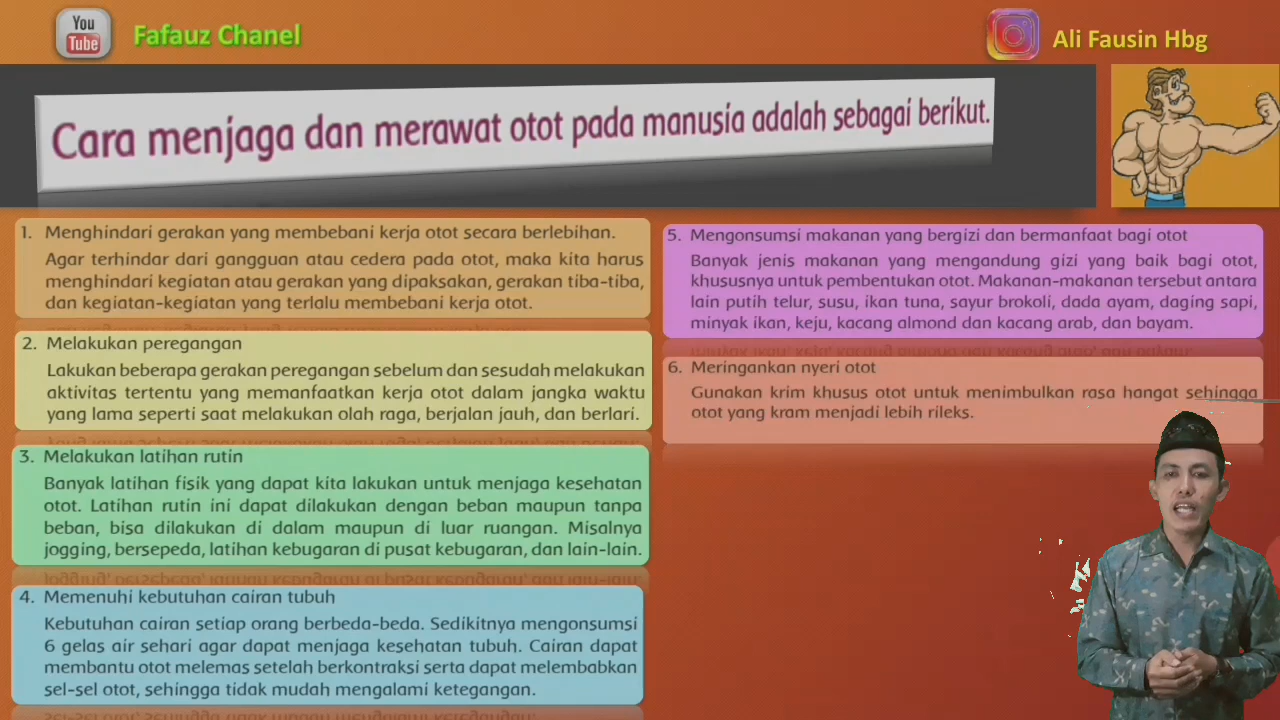 You
Tube
Fafauz Chanel
Ali Fausin Hbg
Cara menjaga dan merawat otot pada manusia adalah sebagai berikut.
1. Menghindari gerakan yang membebani kerja otot secara berlebihan.
Agar terhindar dari gangguan atau cedera pada otot, maka kita harus
menghindari kegiatan atau gerakan yang dipaksakan, gerakan tiba-tiba,
dan kegiatan-kegiatan yang terlalu membebani kerja otot.
2. Melakukan peregangan
Lakukan beberapa gerakan peregangan sebelum dan sesudah melakukan
aktivitas tertentu yang memanfaatkan kerja otot dalam jangka waktu
yang lama seperti saat melakukan olah raga, berjalan jauh, dan berlari.
3. Melakukan latihan rutin
Banyak latihan fisik yang dapat kita lakukan untuk menjaga kesehatan
otot. Latihan rutin ini dapat dilakukan dengan beban maupun tanpa
beban, bisa dilakukan di dalam maupun di luar ruangan. Misalnya
jogging, bersepeda, latihan kebugaran di pusat kebugaran, dan lain-lain.
4. Memenuhi kebutuhan cairan tubuh
Kebutuhan cairan setiap orang berbeda-beda. Sedikitnya mengonsumsi
6 gelas air sehari agar dapat menjaga kesehatan tubuh. Cairan dapat
membantu otot melemas setelah berkontraksi serta dapat melembabkan
sel-sel otot, sehingga tidak mudah mengalami ketegangan.
5. Mengonsumsi makanan yang bergizi dan bermanfaat bagi otot
Banyak jenis makanan yang mengandung gizi yang baik bagi otot,
khususnya untuk pembentukan otot. Makanan-makanan tersebut antara
lain putih telur, susu, ikan tuna, sayur brokoli, dada ayam, daging sapi,
minyak ikan, keju, kacang almond dan kacang arab, dan bayam.
6. Meringankan nyeri otot
Gunakan krim khusus otot untuk menimbulkan rasa hangat sehingga
otot yang kram menjadi lebih rileks.